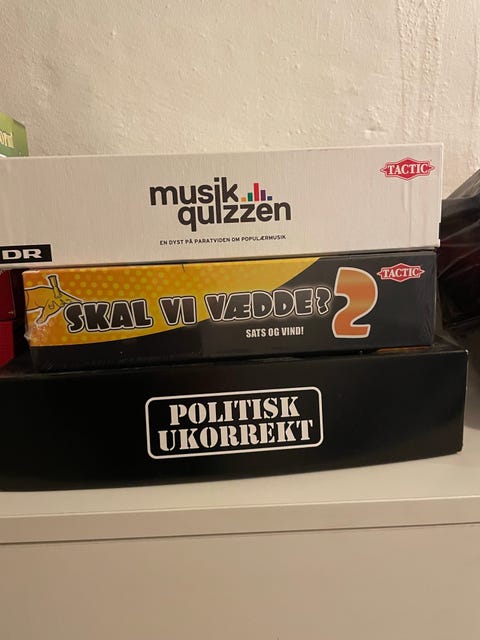 TACTIC
musik
quizzen
EN DYST PÅ PARATVIDEN OM POPULÆRMUSIK
DR
TACTIC
SKAL VI VÆDDE? 2
SATS OG VIND!
POLITISK
UKORREKT